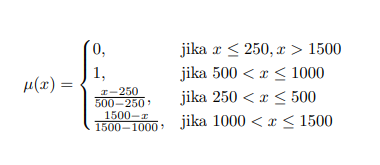 0, jika x ≤ 250, x > 1500
1, jika 500 < x ≤ 1000
μ(x) = { x−250/500−250, jika 250 < x ≤ 500
1500−x/1500−1000, jika 1000 < x ≤ 1500